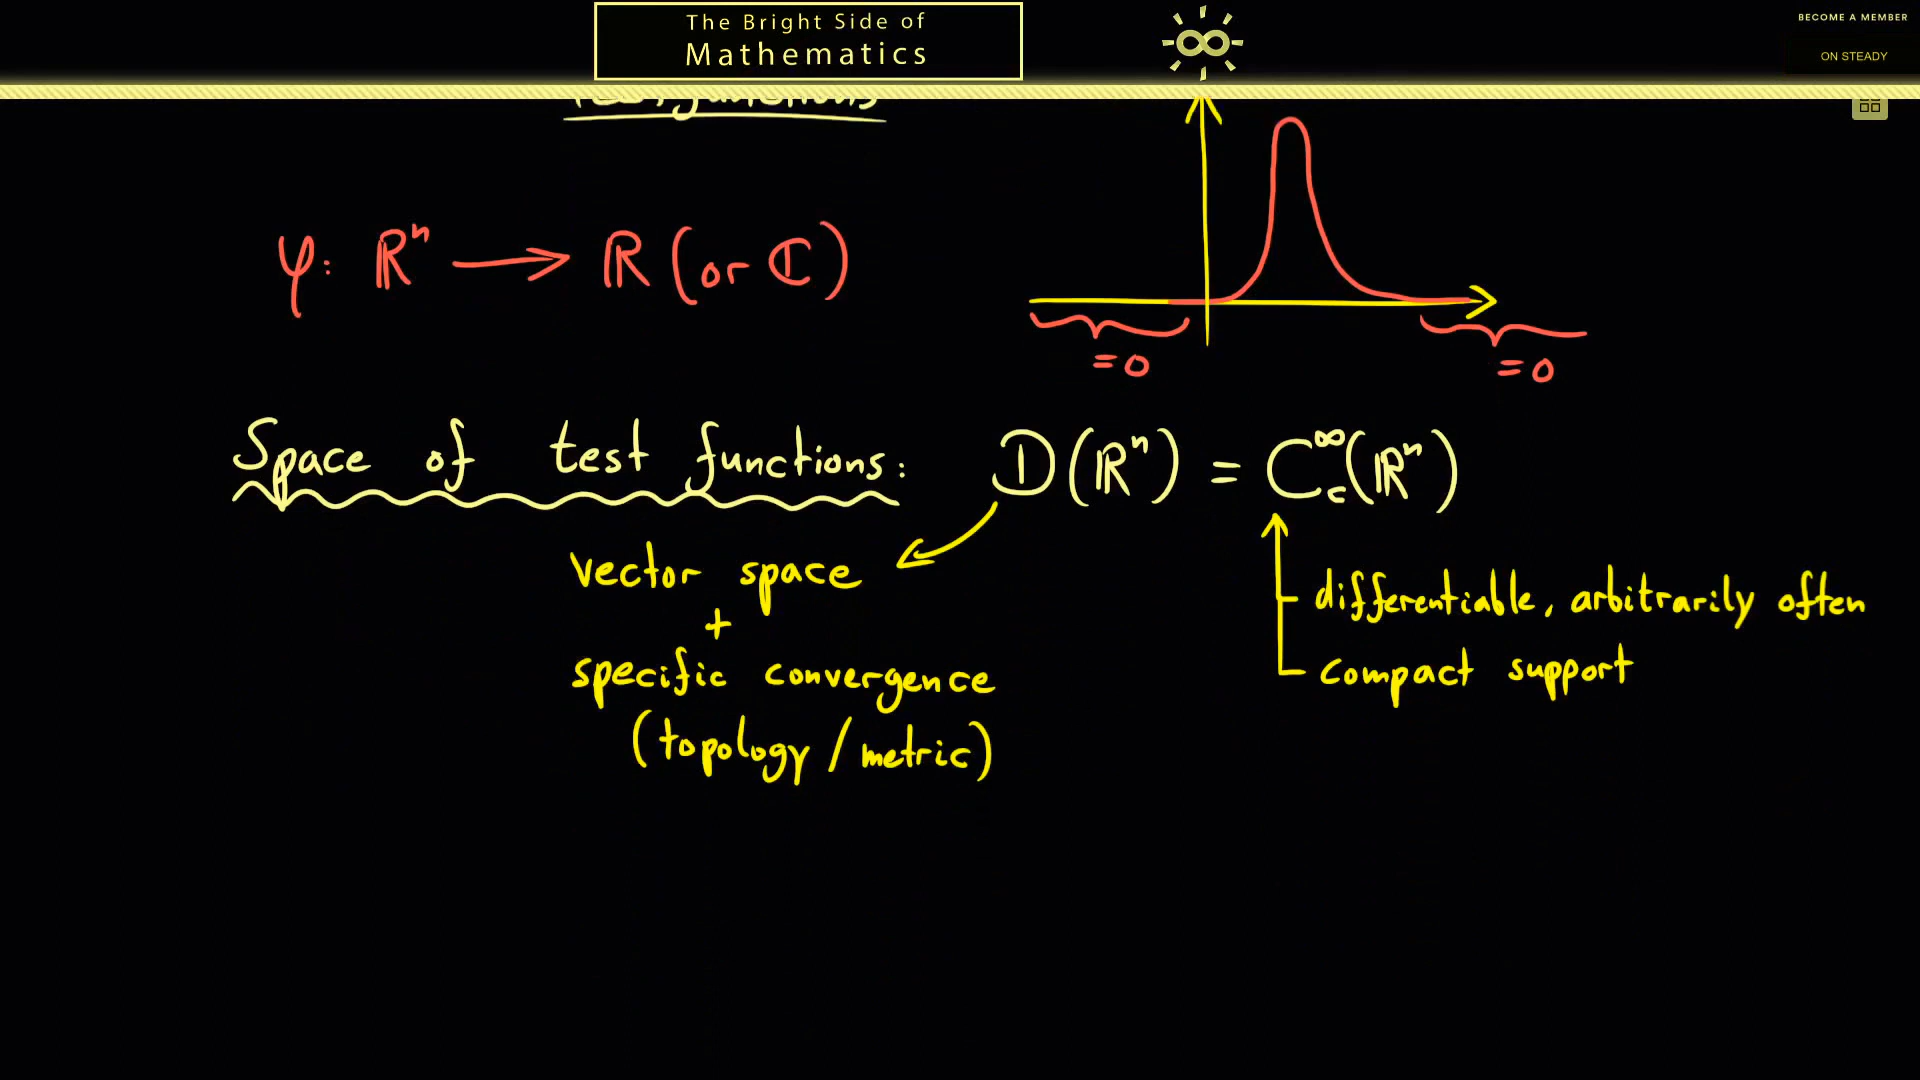 The Bright Side of
Mathematics
BECOME A MEMBER
ON STEADY
φ: ℝⁿ ⟶ ℝ (or ℂ)
=0
=0
Space of test functions: D(ℝⁿ) = C_c^∞(ℝⁿ)
vector space
+
specific convergence
(topology / metric)
differentiable, arbitrarily often
compact support